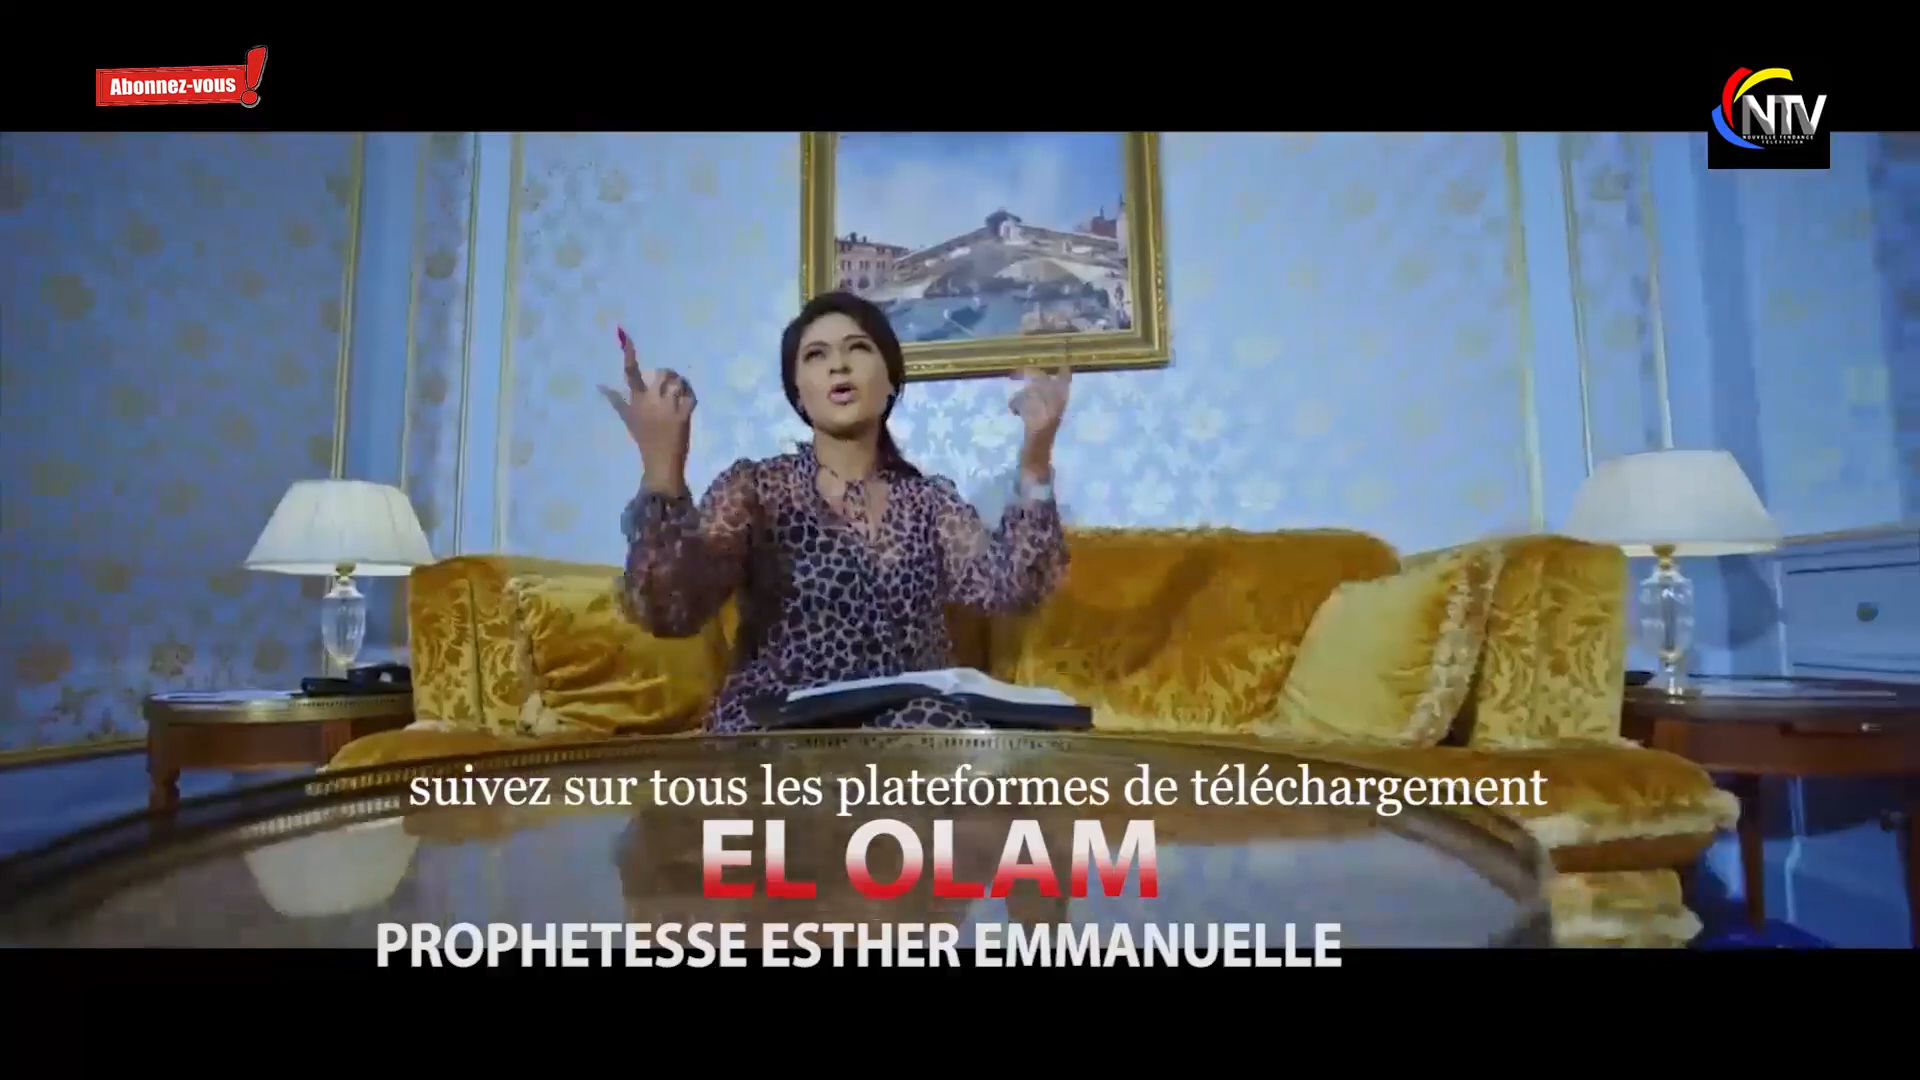 Abonnez-vous !
NTV
NOUVELLE TENDANCE
TELEVISION
suivez sur tous les plateformes de téléchargement
EL OLAM
PROPHETESSE ESTHER EMMANUELLE